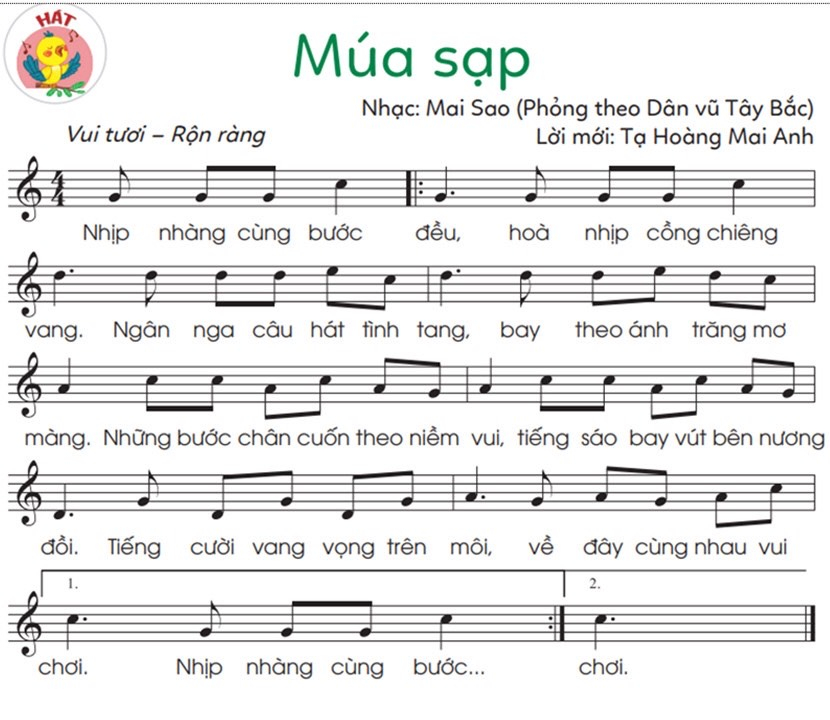 HÁT
Múa sạp
Nhạc: Mai Sao (Phỏng theo Dân vũ Tây Bắc)
Vui tươi – Rộn ràng
Lời mới: Tạ Hoàng Mai Anh
4
4
Nhịp nhàng cùng bước đều, hoà nhịp cồng chiêng
vang. Ngân nga câu hát tình tang, bay theo ánh trăng mơ
màng. Những bước chân cuốn theo niềm vui, tiếng sáo bay vút bên nương
đồi. Tiếng cười vang vọng trên môi, về đây cùng nhau vui
1. 2.
chơi. Nhịp nhàng cùng bước... chơi.